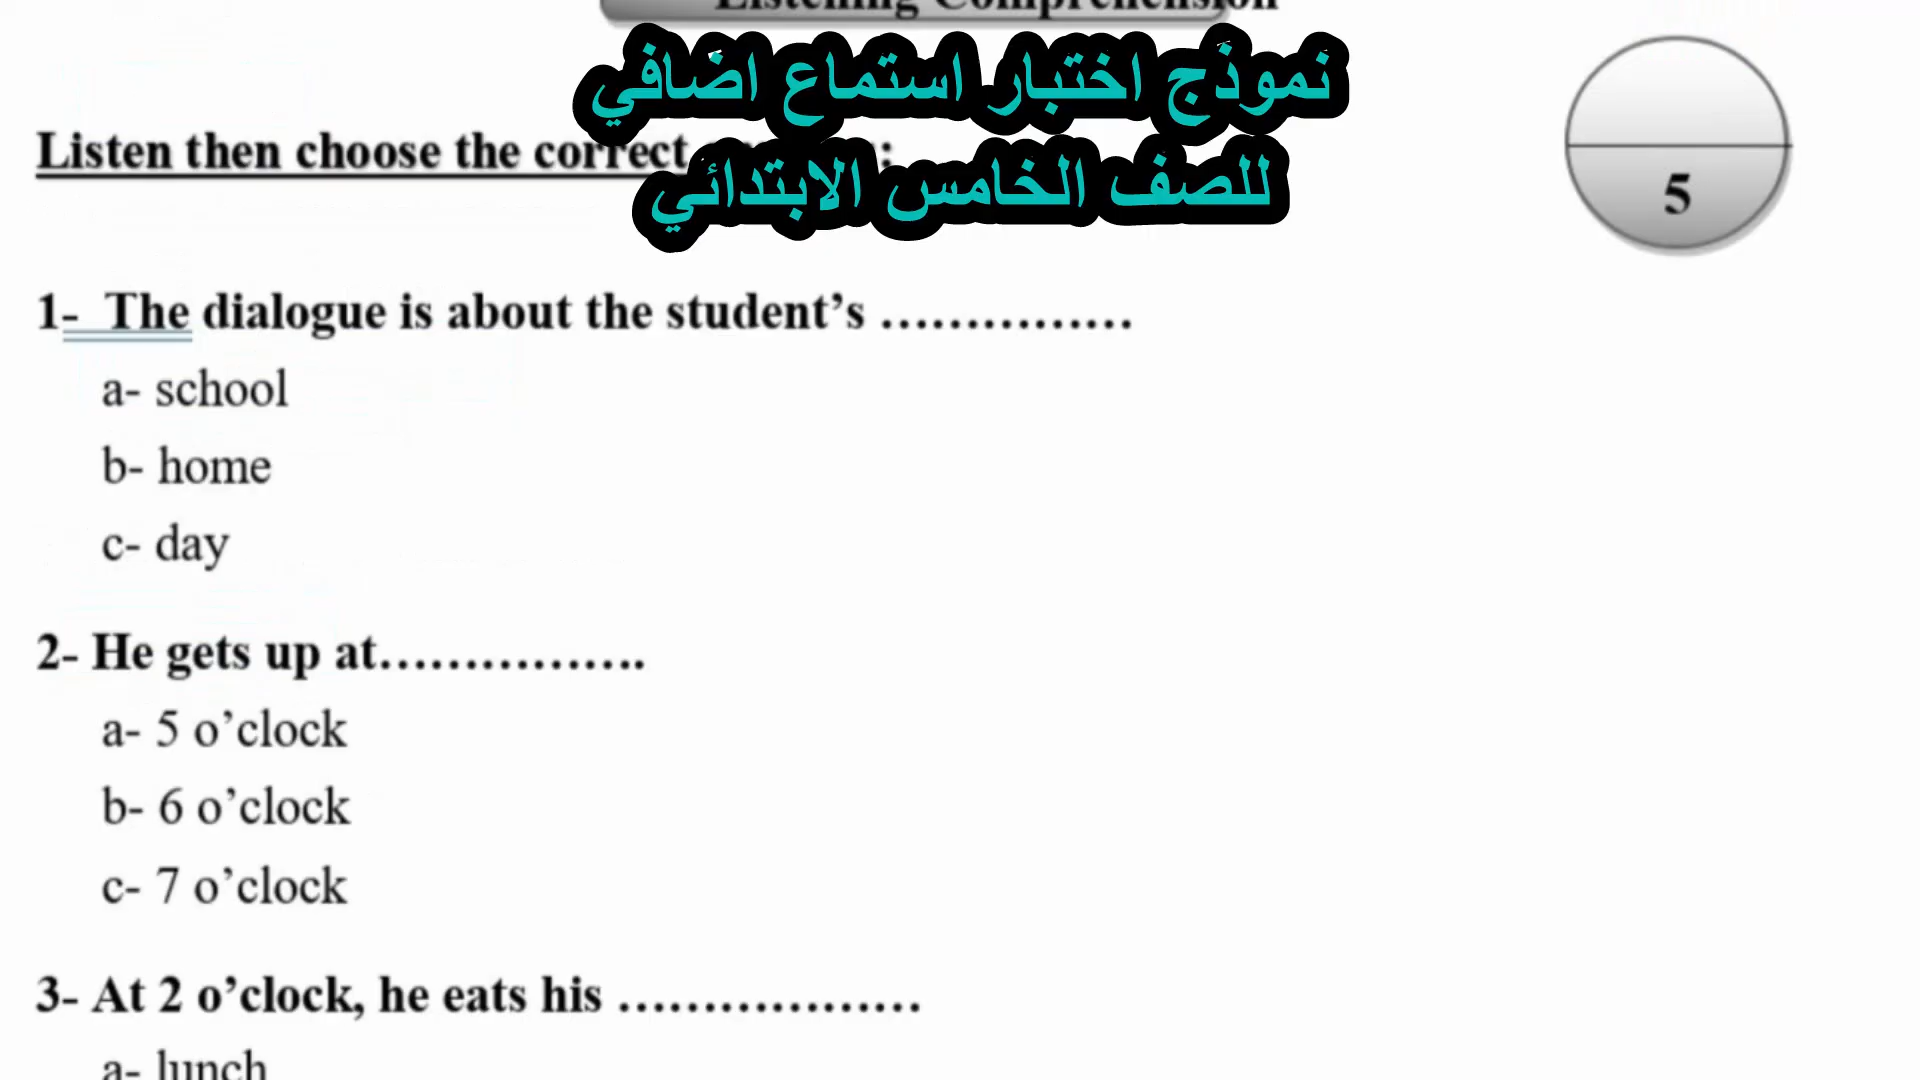 Listening Comprehension
نموذج اختبار استماع اضافي
للصف الخامس الابتدائي
Listen then choose the correct :
5
1- The dialogue is about the student’s ……………
a- school
b- home
c- day
2- He gets up at…………….
a- 5 o’clock
b- 6 o’clock
c- 7 o’clock
3- At 2 o’clock, he eats his ………………
a- lunch